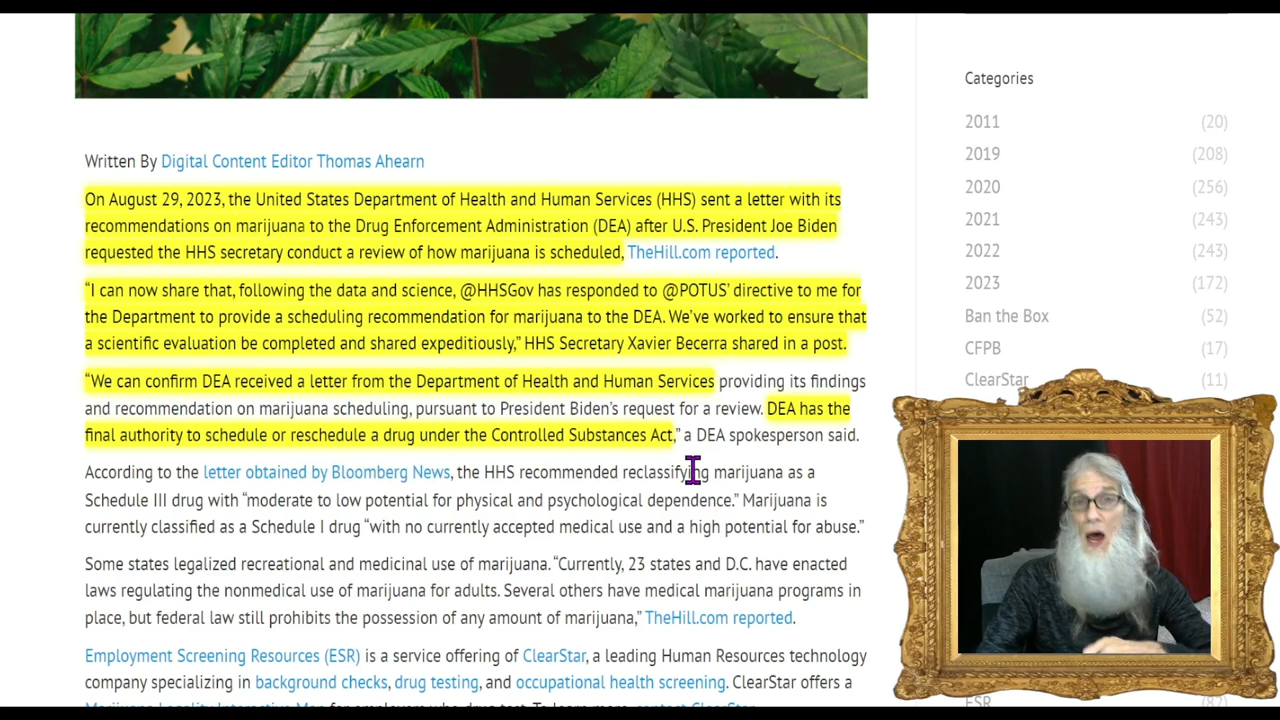 Categories
2011 (20)
2019 (208)
2020 (256)
2021 (243)
2022 (243)
2023 (172)
Ban the Box (52)
CFPB (17)
ClearStar (11)
ESR
Written By Digital Content Editor Thomas Ahearn
On August 29, 2023, the United States Department of Health and Human Services (HHS) sent a letter with its
recommendations on marijuana to the Drug Enforcement Administration (DEA) after U.S. President Joe Biden
requested the HHS secretary conduct a review of how marijuana is scheduled, TheHill.com reported.
“I can now share that, following the data and science, @HHSGov has responded to @POTUS’ directive to me for
the Department to provide a scheduling recommendation for marijuana to the DEA. We’ve worked to ensure that
a scientific evaluation be completed and shared expeditiously,” HHS Secretary Xavier Becerra shared in a post.
“We can confirm DEA received a letter from the Department of Health and Human Services providing its findings
and recommendation on marijuana scheduling, pursuant to President Biden’s request for a review. DEA has the
final authority to schedule or reschedule a drug under the Controlled Substances Act,” a DEA spokesperson said.
According to the letter obtained by Bloomberg News, the HHS recommended reclassifying marijuana as a
Schedule III drug with “moderate to low potential for physical and psychological dependence.” Marijuana is
currently classified as a Schedule I drug “with no currently accepted medical use and a high potential for abuse.”
Some states legalized recreational and medicinal use of marijuana. “Currently, 23 states and D.C. have enacted
laws regulating the nonmedical use of marijuana for adults. Several others have medical marijuana programs in
place, but federal law still prohibits the possession of any amount of marijuana,” TheHill.com reported.
Employment Screening Resources (ESR) is a service offering of ClearStar, a leading Human Resources technology
company specializing in background checks, drug testing, and occupational health screening. ClearStar offers a